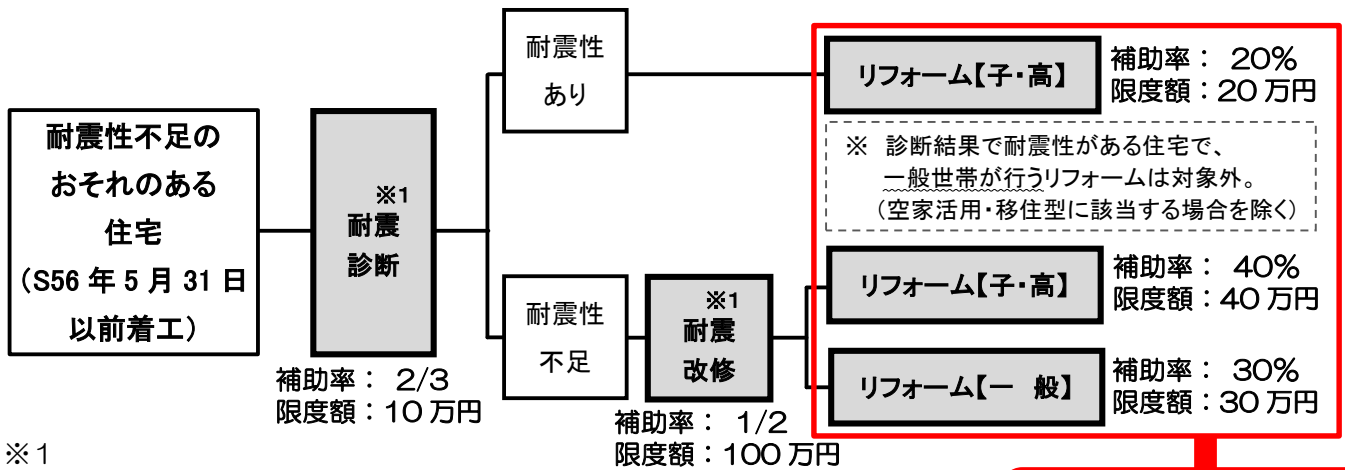 耐震性不足の
おそれのある
住宅
(S56 年 5 月 31 日
以前着工)
※1
耐震
診断
補助率： 2/3
限度額：10 万円
耐震性
あり
リフォーム【子・高】
補助率： 20%
限度額：20 万円
※ 診断結果で耐震性がある住宅で、
一般世帯が行うリフォームは対象外。
(空家活用・移住型に該当する場合を除く)
耐震性
不足
※1
耐震
改修
補助率： 1/2
限度額：100 万円
リフォーム【子・高】
補助率： 40%
限度額：40 万円
リフォーム【一 般】
補助率： 30%
限度額：30 万円
※1